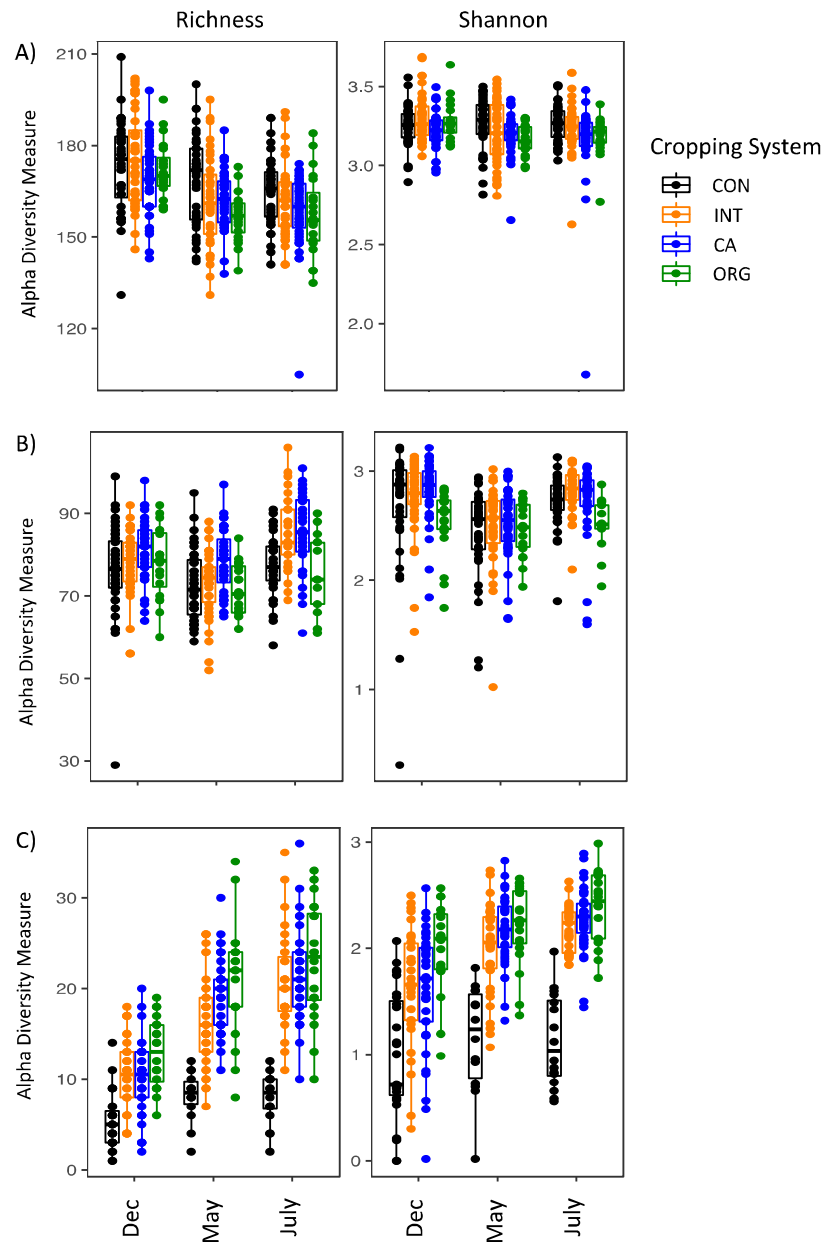 Richness Shannon
A)
210
180
150
120
Alpha Diversity Measure
3.5
3.0
2.5
2.0
Cropping System
CON
INT
CA
ORG
B)
90
70
50
30
Alpha Diversity Measure
3
2
1
C)
30
20
10
0
Alpha Diversity Measure
3
2
1
0
Dec May July Dec May July